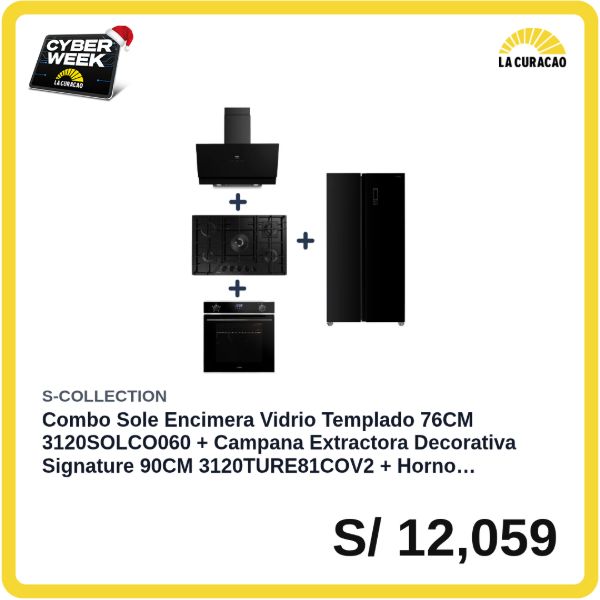 CYBER
WEEK
LA CURACAO
LA CURACAO
S-COLLECTION
Combo Sole Encimera Vidrio Templado 76CM
3120SOLCO060 + Campana Extractora Decorativa
Signature 90CM 3120TURE81COV2 + Horno…
S/ 12,059